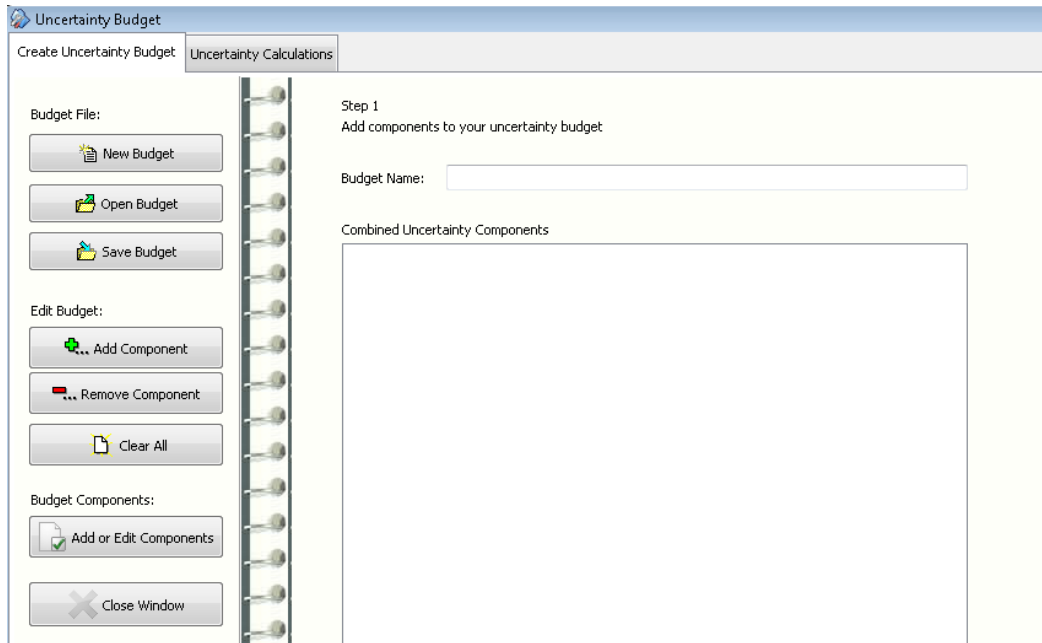 Uncertainty Budget
Create Uncertainty Budget
Uncertainty Calculations
Budget File:
New Budget
Open Budget
Save Budget
Edit Budget:
... Add Component
... Remove Component
Clear All
Budget Components:
Add or Edit Components
Close Window
Step 1
Add components to your uncertainty budget
Budget Name:
Combined Uncertainty Components